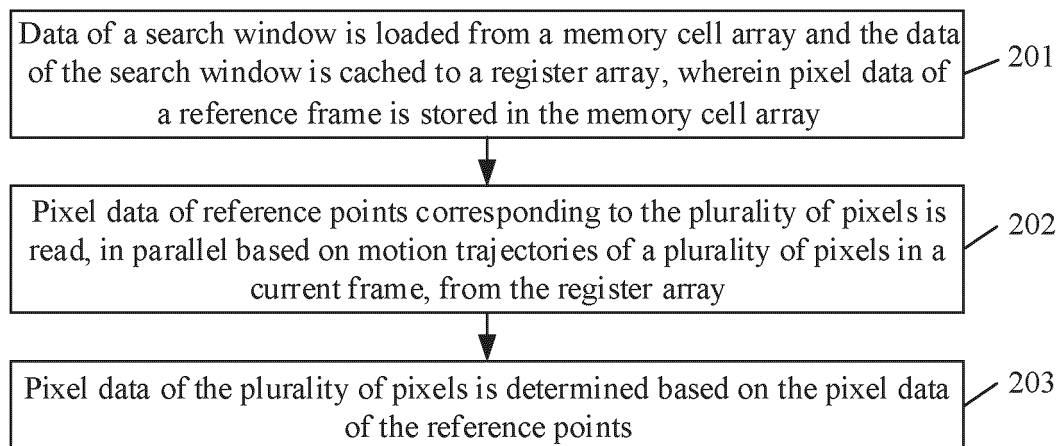 Data of a search window is loaded from a memory cell array and the data
of the search window is cached to a register array, wherein pixel data of
a reference frame is stored in the memory cell array
201
Pixel data of reference points corresponding to the plurality of pixels is
read, in parallel based on motion trajectories of a plurality of pixels in a
current frame, from the register array
202
Pixel data of the plurality of pixels is determined based on the pixel data
of the reference points
203